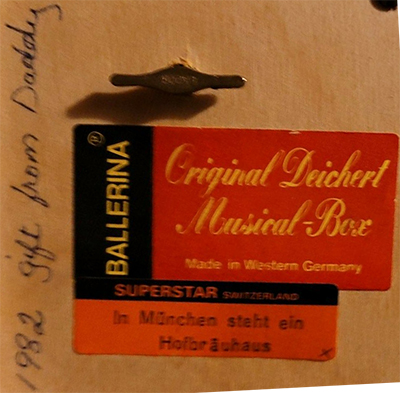 1982 gift from Daddy
BALLERINA
Original Deichert
Musical-Box
Made in Western Germany
SUPERSTAR SWITZERLAND
In München steht ein
Hofbräuhaus